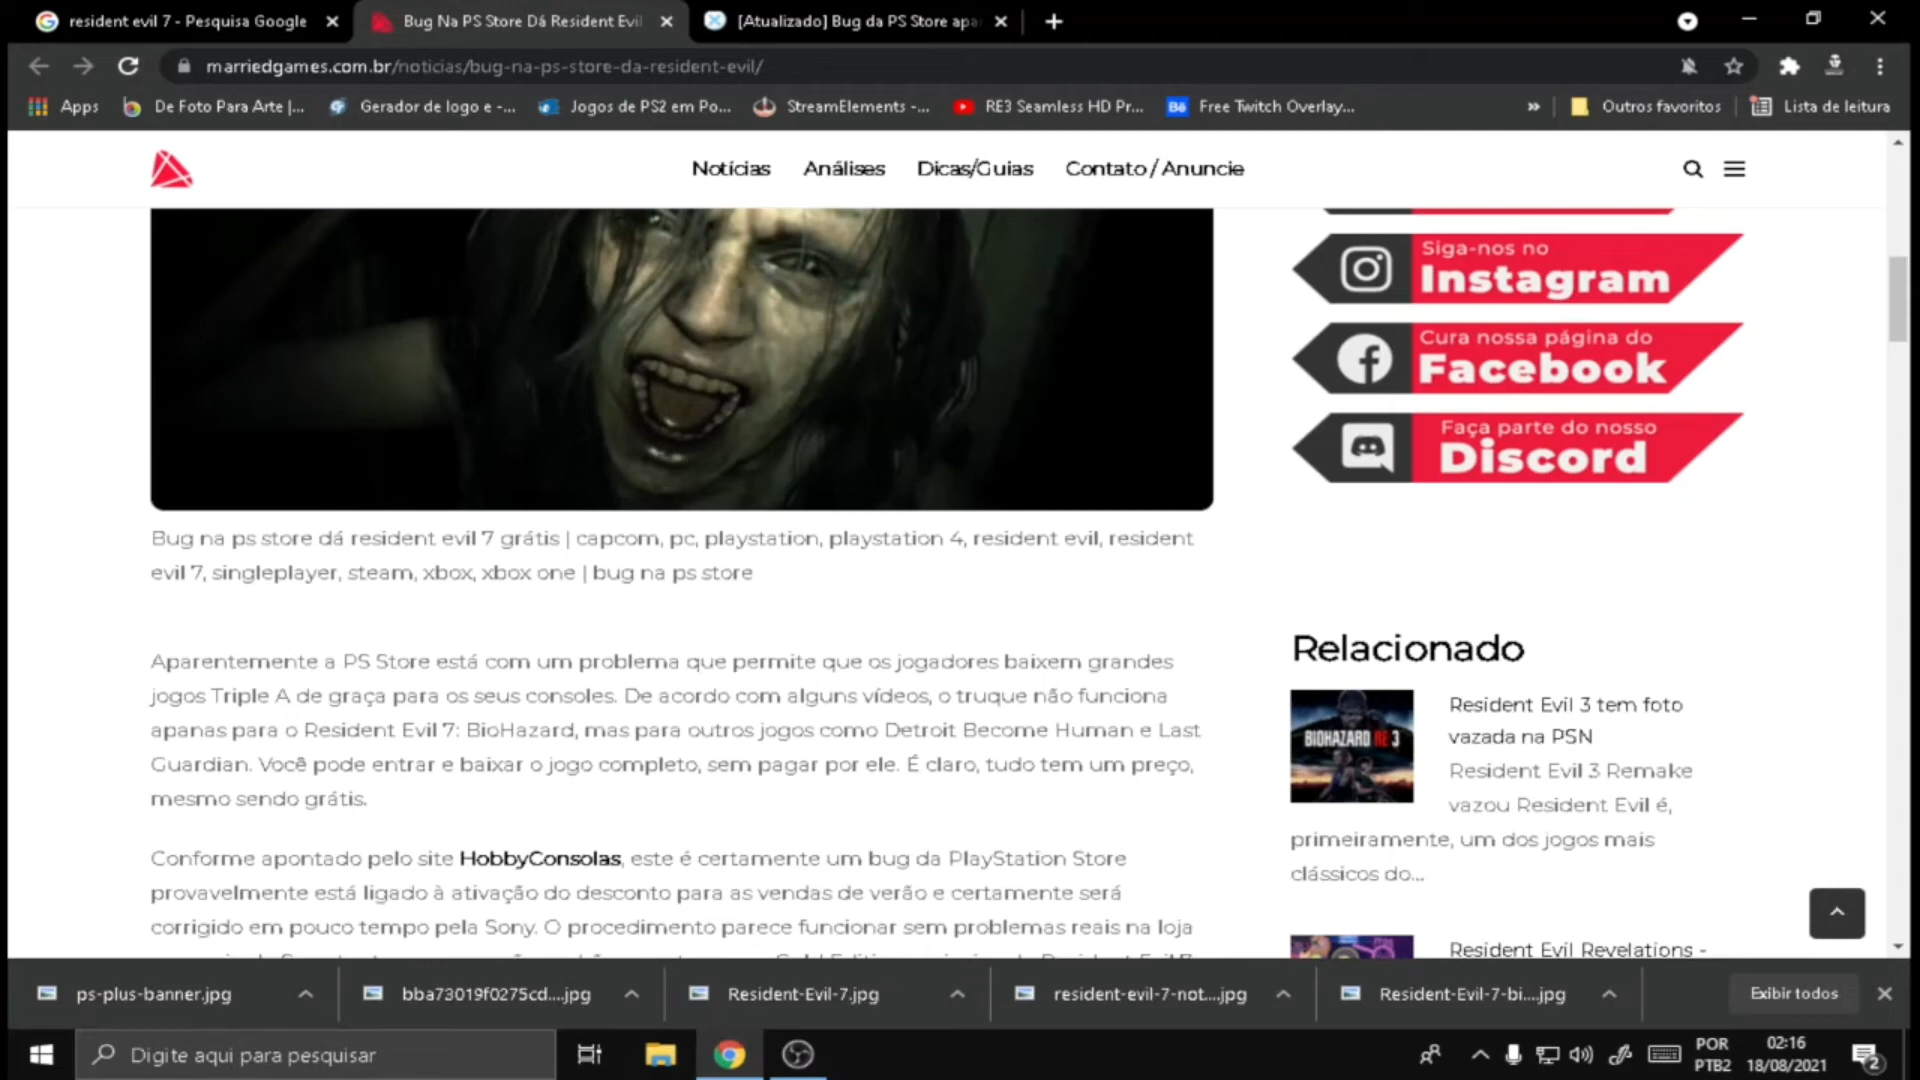 resident evil 7 - Pesquisa Google
Bug Na PS Store Dá Resident Evil
[Atualizado] Bug da PS Store apa
marriedgames.com.br/noticias/bug-na-ps-store-da-resident-evil/
Apps
De Foto Para Arte |...
Gerador de logo e -...
Jogos de PS2 em Po...
StreamElements -...
RE3 Seamless HD Pr...
Bē Free Twitch Overlay...
»
Outros favoritos
Lista de leitura
Notícias
Análises
Dicas/Guias
Contato / Anuncie
Siga-nos no
Instagram
Cura nossa página do
Facebook
Faça parte do nosso
Discord
Bug na ps store dá resident evil 7 grátis | capcom, pc, playstation, playstation 4, resident evil, resident
evil 7, singleplayer, steam, xbox, xbox one | bug na ps store
Aparentemente a PS Store está com um problema que permite que os jogadores baixem grandes
jogos Triple A de graça para os seus consoles. De acordo com alguns vídeos, o truque não funciona
apanas para o Resident Evil 7: BioHazard, mas para outros jogos como Detroit Become Human e Last
Guardian. Você pode entrar e baixar o jogo completo, sem pagar por ele. É claro, tudo tem um preço,
mesmo sendo grátis.
Conforme apontado pelo site HobbyConsolas, este é certamente um bug da PlayStation Store
provavelmente está ligado à ativação do desconto para as vendas de verão e certamente será
corrigido em pouco tempo pela Sony. O procedimento parece funcionar sem problemas reais na loja
Relacionado
BIOHAZARD RE 3
Resident Evil 3 tem foto
vazada na PSN
Resident Evil 3 Remake
vazou Resident Evil é,
primeiramente, um dos jogos mais
clássicos do...
Resident Evil Revelations -
ps-plus-banner.jpg
bba73019f0275cd....jpg
Resident-Evil-7.jpg
resident-evil-7-not....jpg
Resident-Evil-7-bi....jpg
Exibir todos
Digite aqui para pesquisar
POR
PTB2
02:16
18/08/2021
2